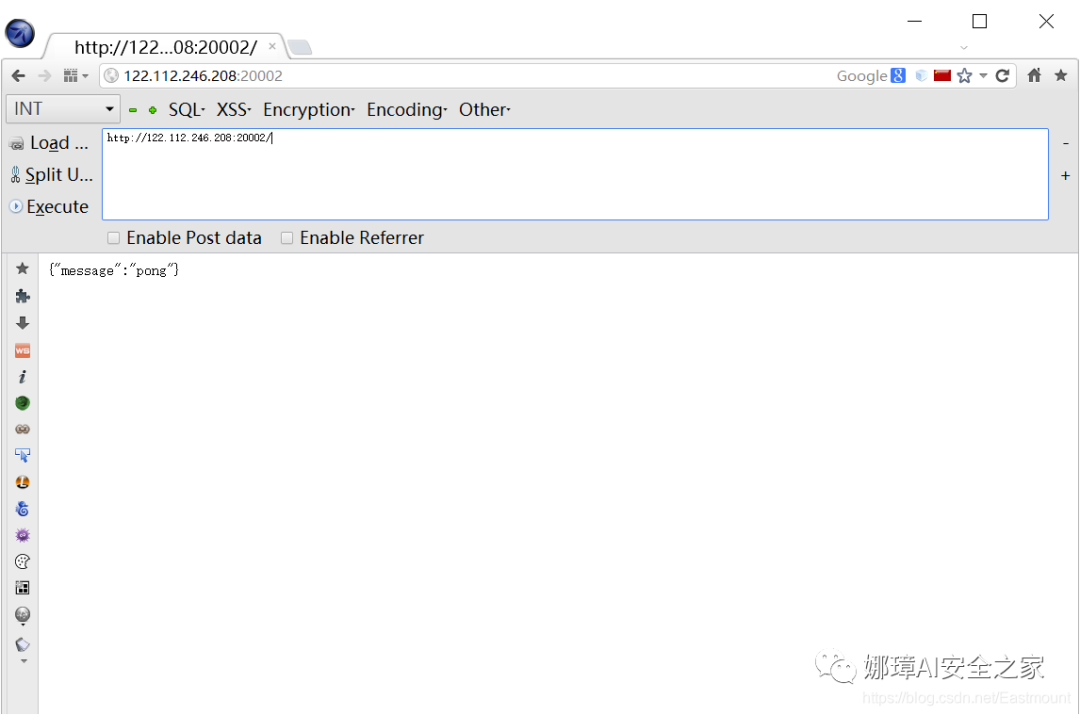 http://122...08:20002/
122.112.246.208:20002
Google
INT
SQL
XSS
Encryption
Encoding
Other
Load ...
http://122.112.246.208:20002/
-
Split U...
+
Execute
Enable Post data
Enable Referrer
{"message":"pong"}
娜璋AI安全之家
https://blog.csdn.net/Eastmount